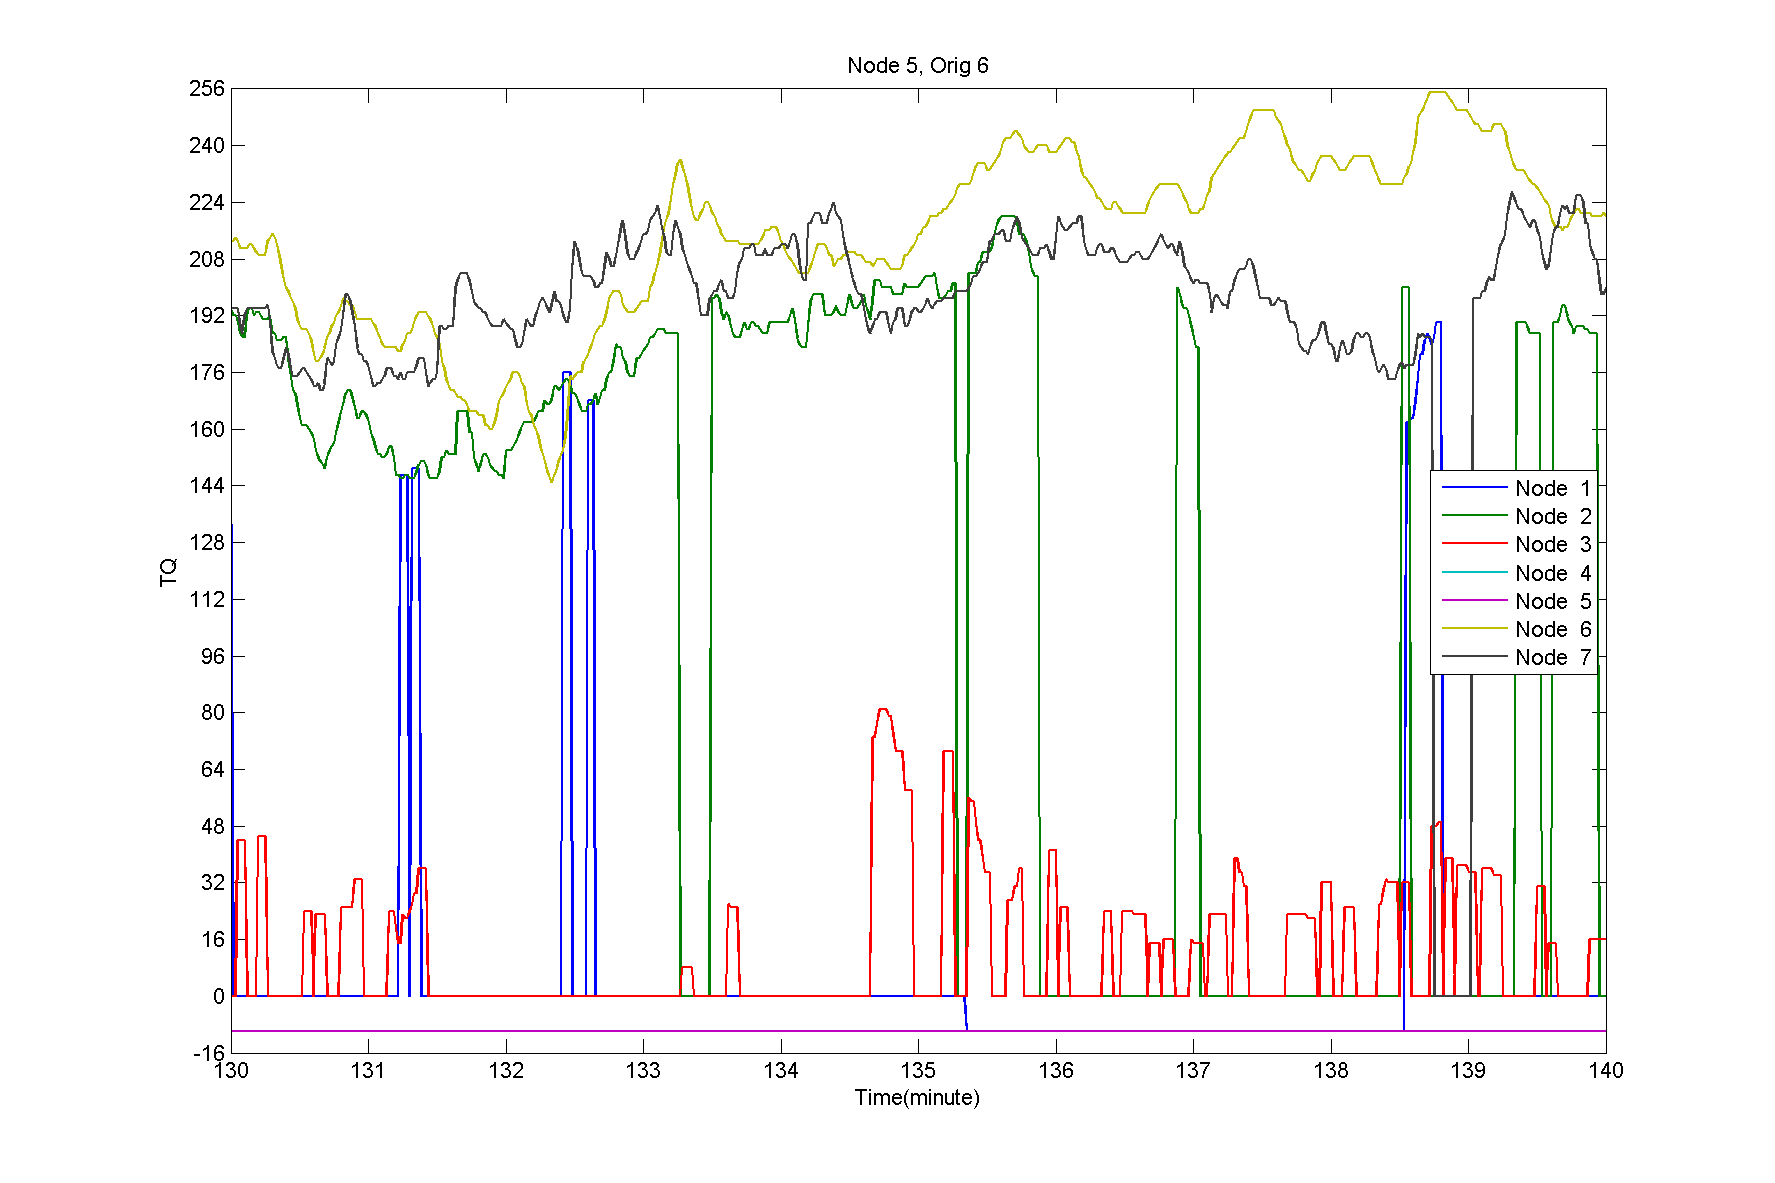 Node 5, Orig 6
256
240
224
208
192
176
160
144
128
112
96
80
64
48
32
16
0
-16
TQ
Node 1
Node 2
Node 3
Node 4
Node 5
Node 6
Node 7
130 131 132 133 134 135 136 137 138 139 140
Time(minute)